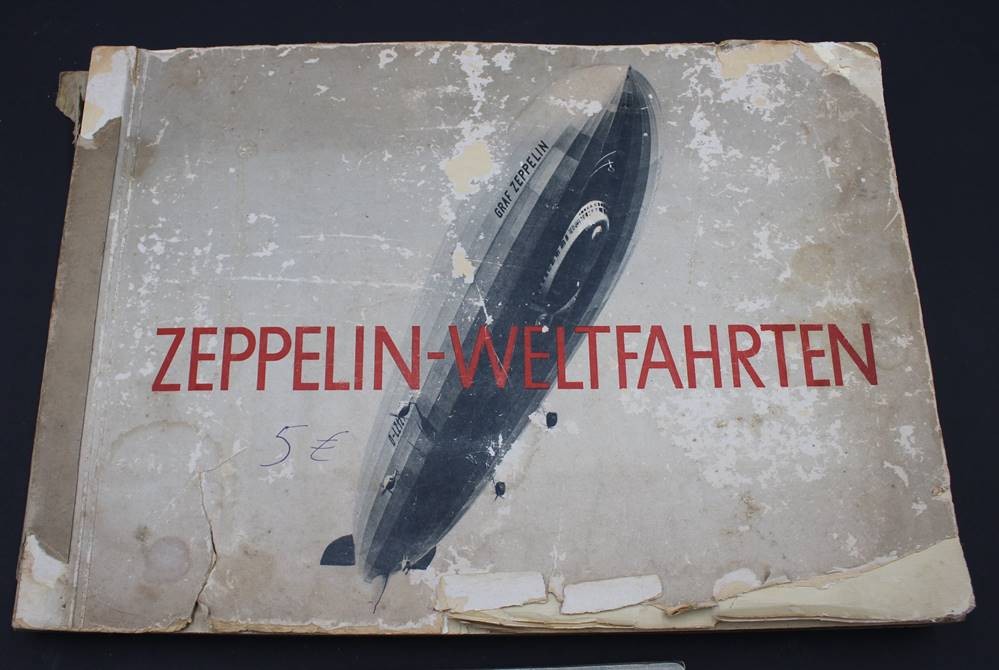 GRAF ZEPPELIN
ZEPPELIN-WELTFAHRTEN
5 €